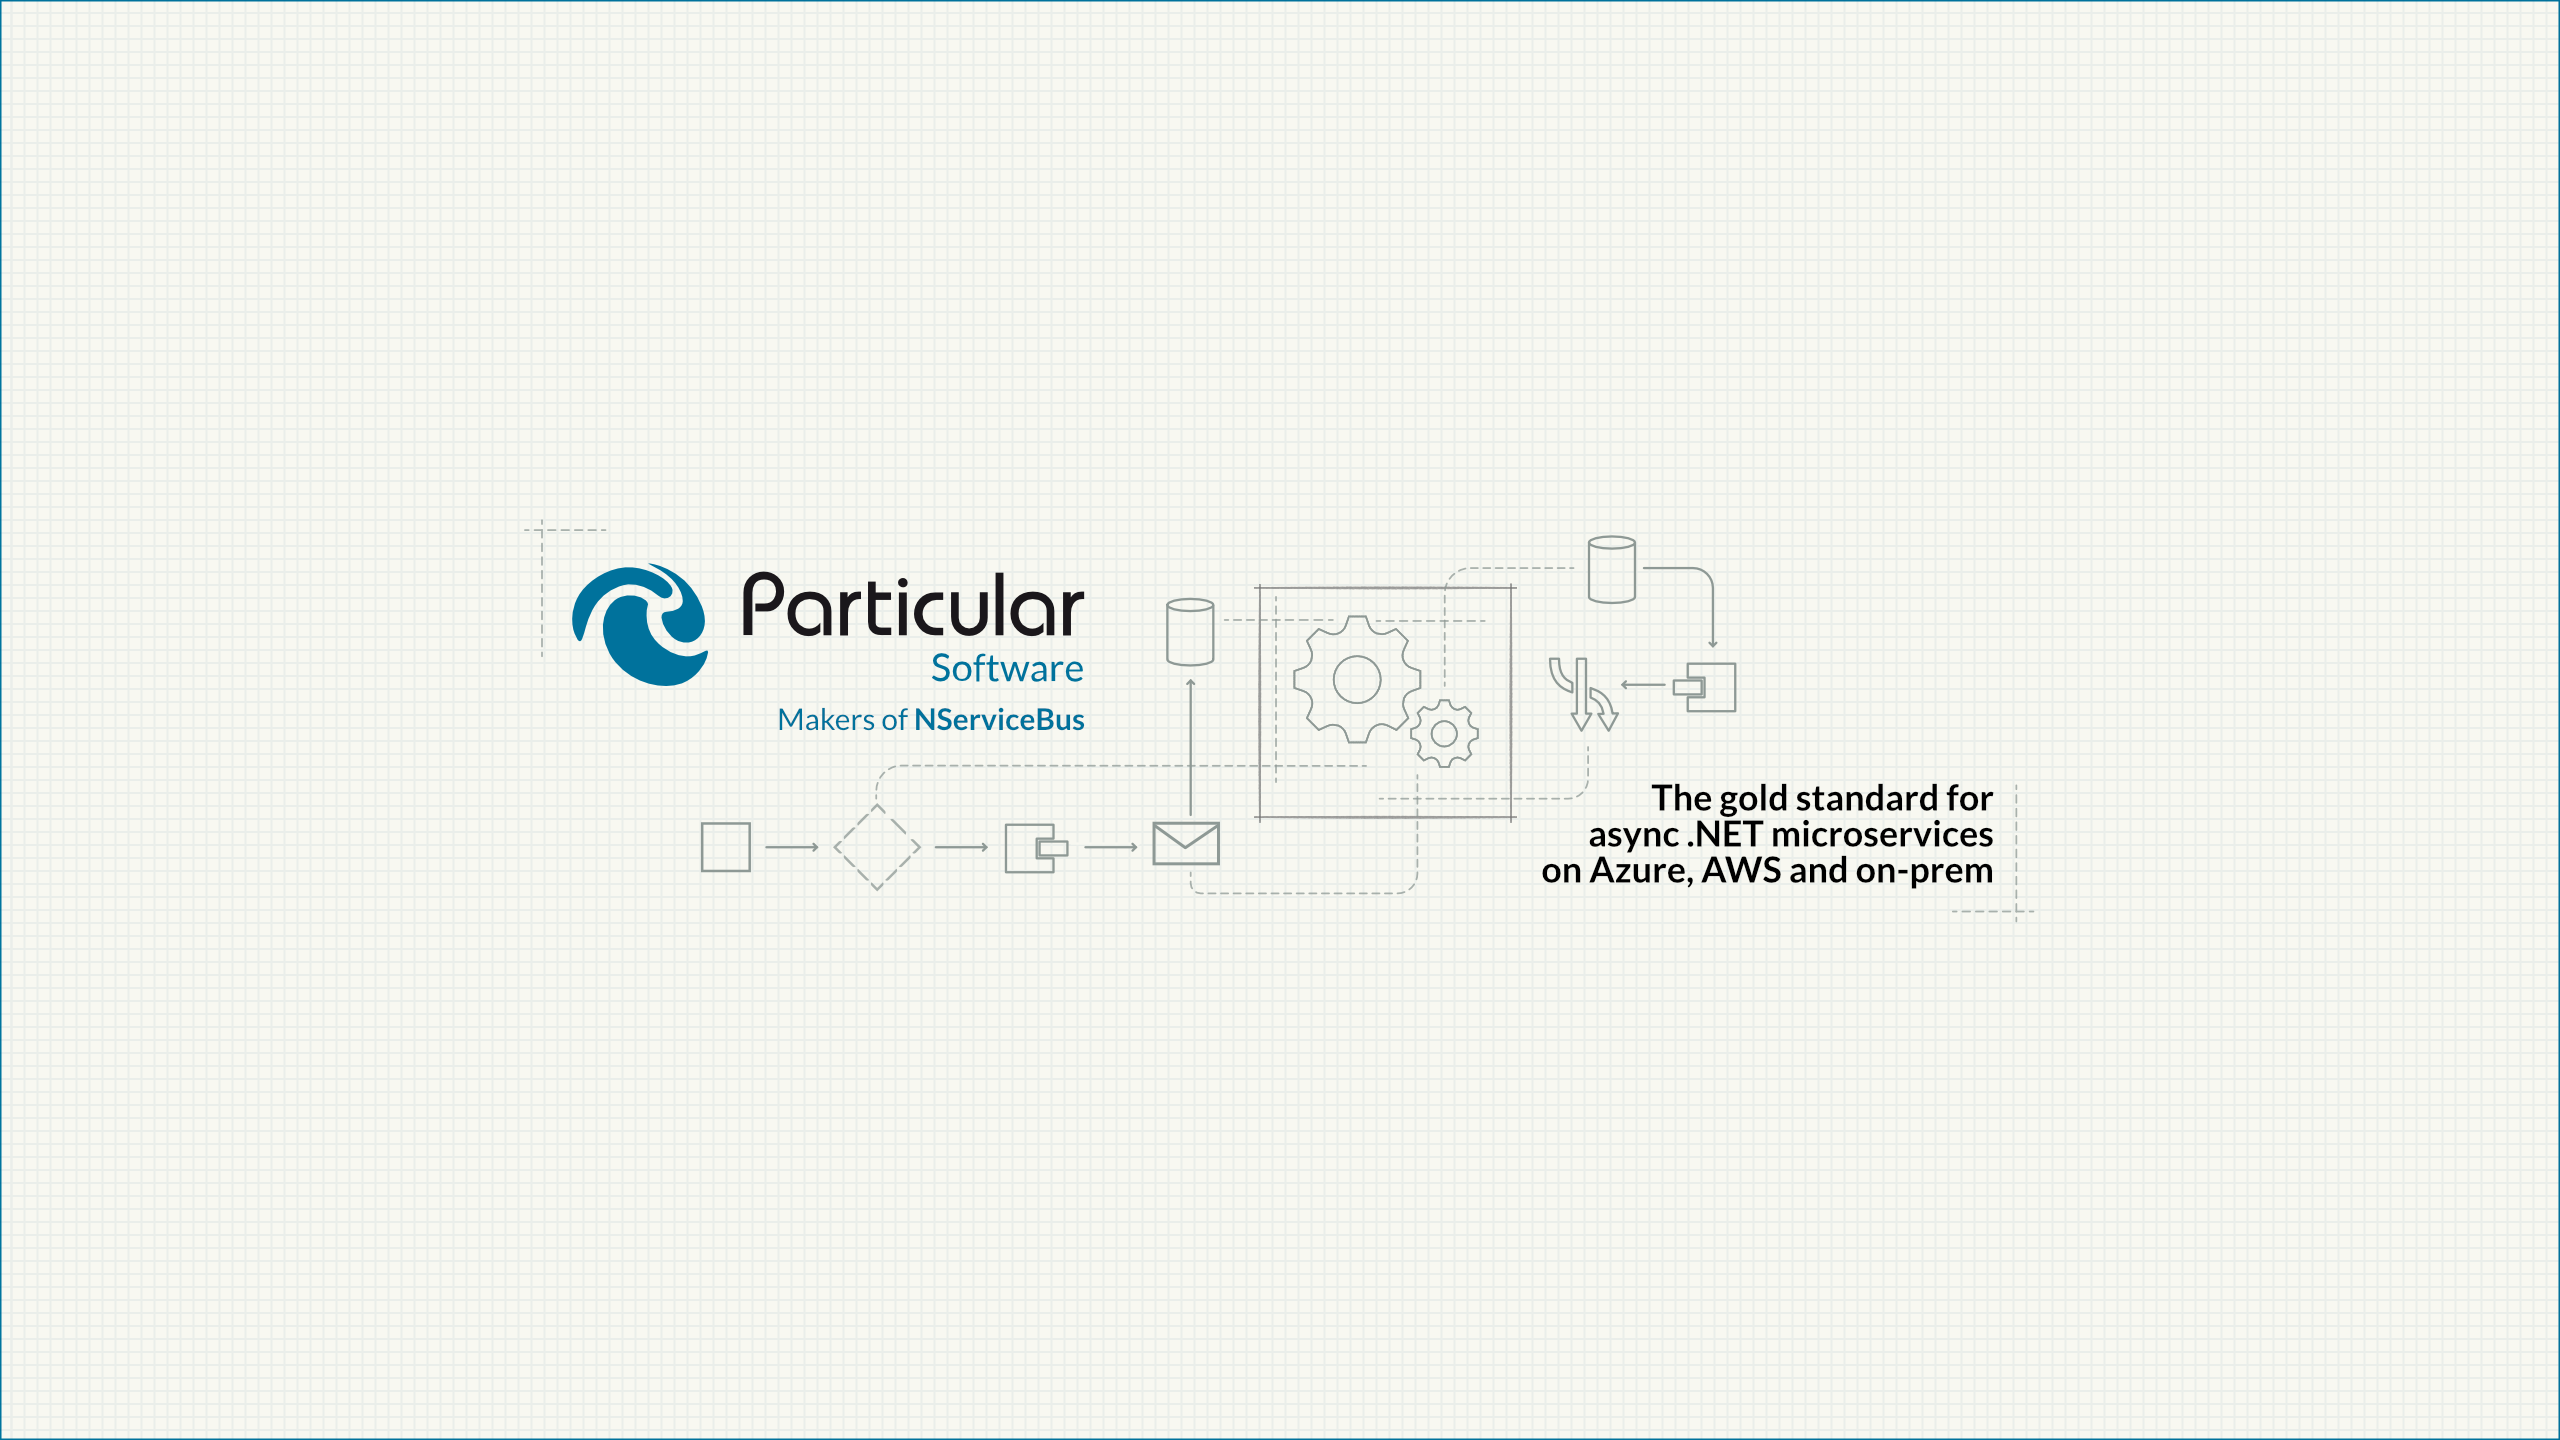 Particular
Software
Makers of NServiceBus
The gold standard for
async .NET microservices
on Azure, AWS and on-prem